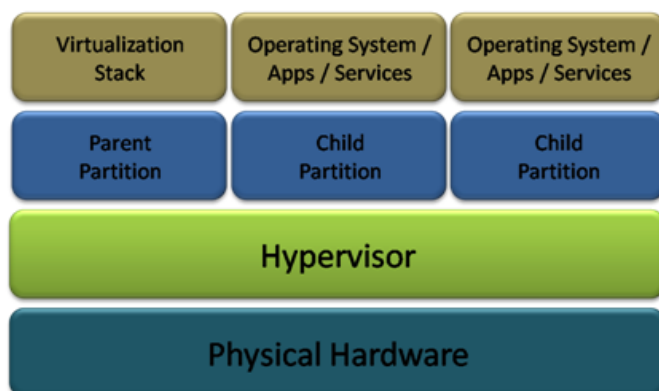 Virtualization
Stack
Operating System /
Apps / Services
Operating System /
Apps / Services
Parent
Partition
Child
Partition
Child
Partition
Hypervisor
Physical Hardware